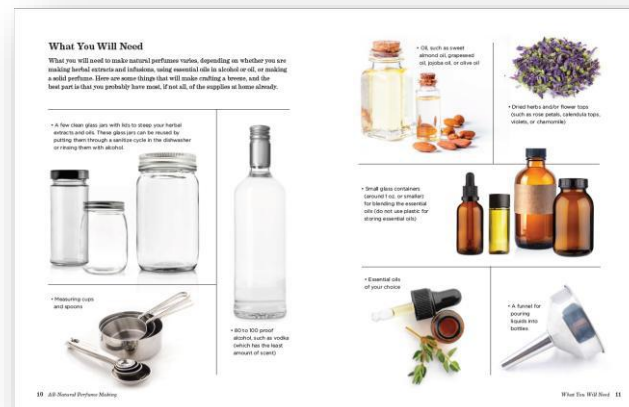 What You Will Need
What you will need to make natural perfumes varies, depending on whether you are
making herbal extracts and infusions, using essential oils in alcohol or oil, or making
a solid perfume. Here are some things that will make crafting a breeze, and the
best part is that you probably have most, if not all, of the supplies at home already.
• A few clean glass jars with lids to steep your herbal
extracts and oils. These glass jars can be reused by
putting them through a sanitize cycle in the dishwasher
or rinsing them with alcohol.
• Measuring cups
and spoons
• 80 to 100 proof
alcohol, such as vodka
(which has the least
amount of scent)
10 All-Natural Perfume Making
• Oil, such as sweet
almond oil, grapeseed
oil, jojoba oil, or olive oil
• Dried herbs and/or flower tops
(such as rose petals, calendula tops,
violets, or chamomile)
• Small glass containers
(around 1 oz. or smaller)
for blending the essential
oils (do not use plastic for
storing essential oils)
• Essential oils
of your choice
• A funnel for
pouring
liquids into
bottles
What You Will Need 11